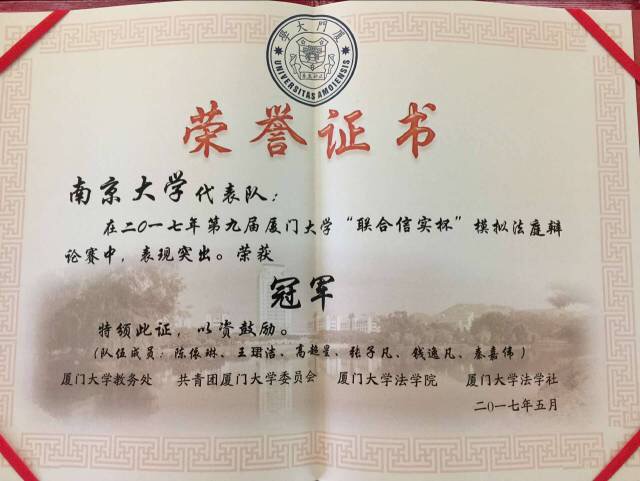 廈門大學
UNIVERSITAS AMOIENSIS
荣誉证书
南京大学代表队：
在二〇一七年第九届厦门大学“联合信实杯”模拟法庭辩
论赛中，表现突出。荣获
冠军
特颁此证，以资鼓励。
（队伍成员：陈依琳、王珺洁、高超星、张子凡、钱逸凡、秦嘉伟）
厦门大学教务处 共青团厦门大学委员会 厦门大学法学院 厦门大学法学社
二〇一七年五月